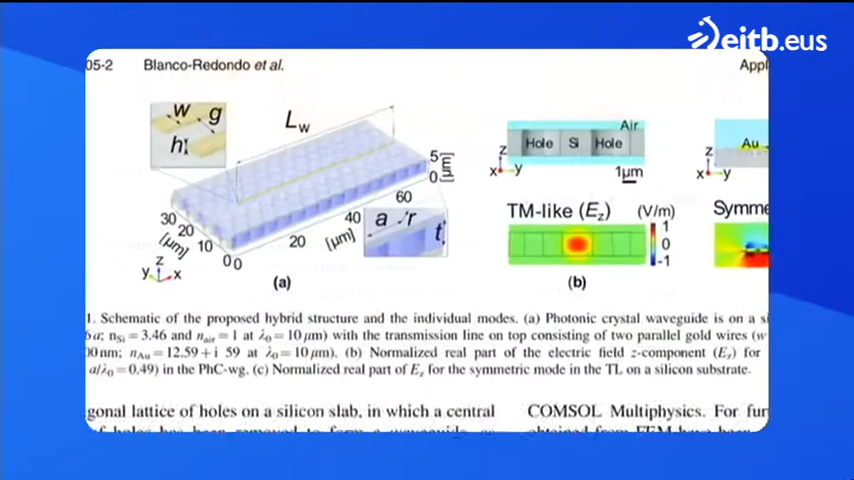 eitb.eus
05-2 Blanco-Redondo et al. Appl
w g
h
Lw
5
0
[μm]
60
40
20
0
[μm]
30
20
10
0
[μm]
a r
t
z
y x
(a)
Air
Hole Si Hole
z
x y
1μm
TM-like (Ez) (V/m)
1
0
-1
(b)
Au
z
x y
Symme
1. Schematic of the proposed hybrid structure and the individual modes. (a) Photonic crystal waveguide is on a si
6a; nSi = 3.46 and nair = 1 at λ0 = 10 μm) with the transmission line on top consisting of two parallel gold wires (w
00nm; nAu = 12.59 + i 59 at λ0 = 10 μm). (b) Normalized real part of the electric field z-component (Ez) for
a/λ0 = 0.49) in the PhC-wg. (c) Normalized real part of Ez for the symmetric mode in the TL on a silicon substrate.
gonal lattice of holes on a silicon slab, in which a central
COMSOL Multiphysics. For fur